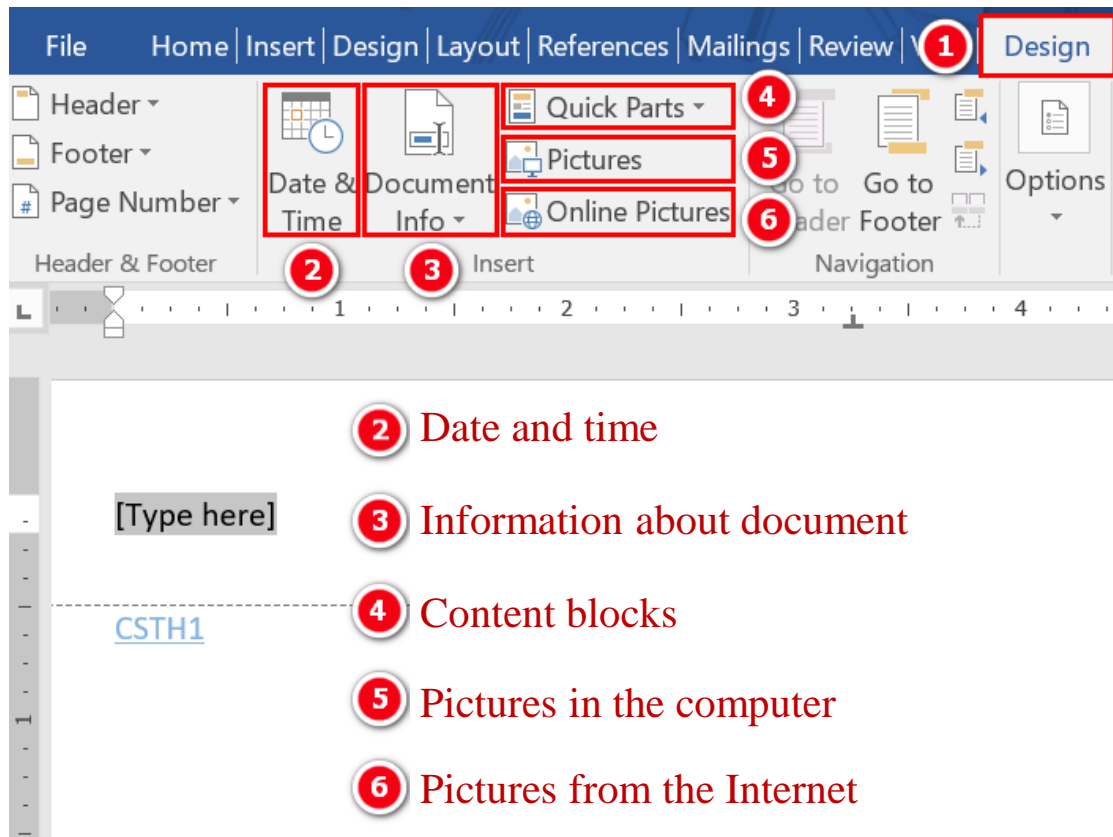 File Home Insert Design Layout References Mailings Review V 1 Design
Header Quick Parts 4
Footer Pictures 5
Page Number Date & Time Document Info Online Pictures 6 Go to Footer Options
Header & Footer 2 3 Insert Navigation
1 2 3 4
2 Date and time
[Type here] 3 Information about document
4 Content blocks
CSTH1
5 Pictures in the computer
1
6 Pictures from the Internet